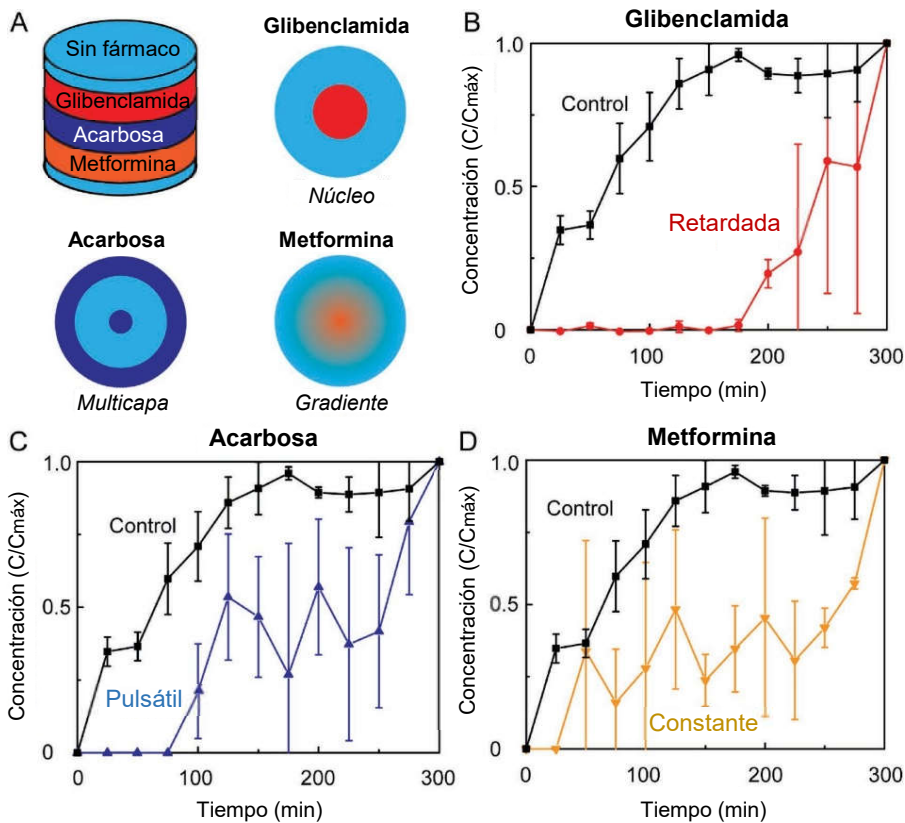 A
Sin fármaco
Glibenclamida
Acarbosa
Metformina
Glibenclamida
Núcleo
Acarbosa
Multicapa
Metformina
Gradiente
B
Glibenclamida
Concentración (C/Cmáx)
1.0
0.5
0
Control
Retardada
0
100
200
300
Tiempo (min)
C
Acarbosa
Concentración (C/Cmáx)
1.0
0.5
0
Control
Pulsátil
0
100
200
300
Tiempo (min)
D
Metformina
Concentración (C/Cmáx)
1.0
0.5
0
Control
Constante
0
100
200
300
Tiempo (min)